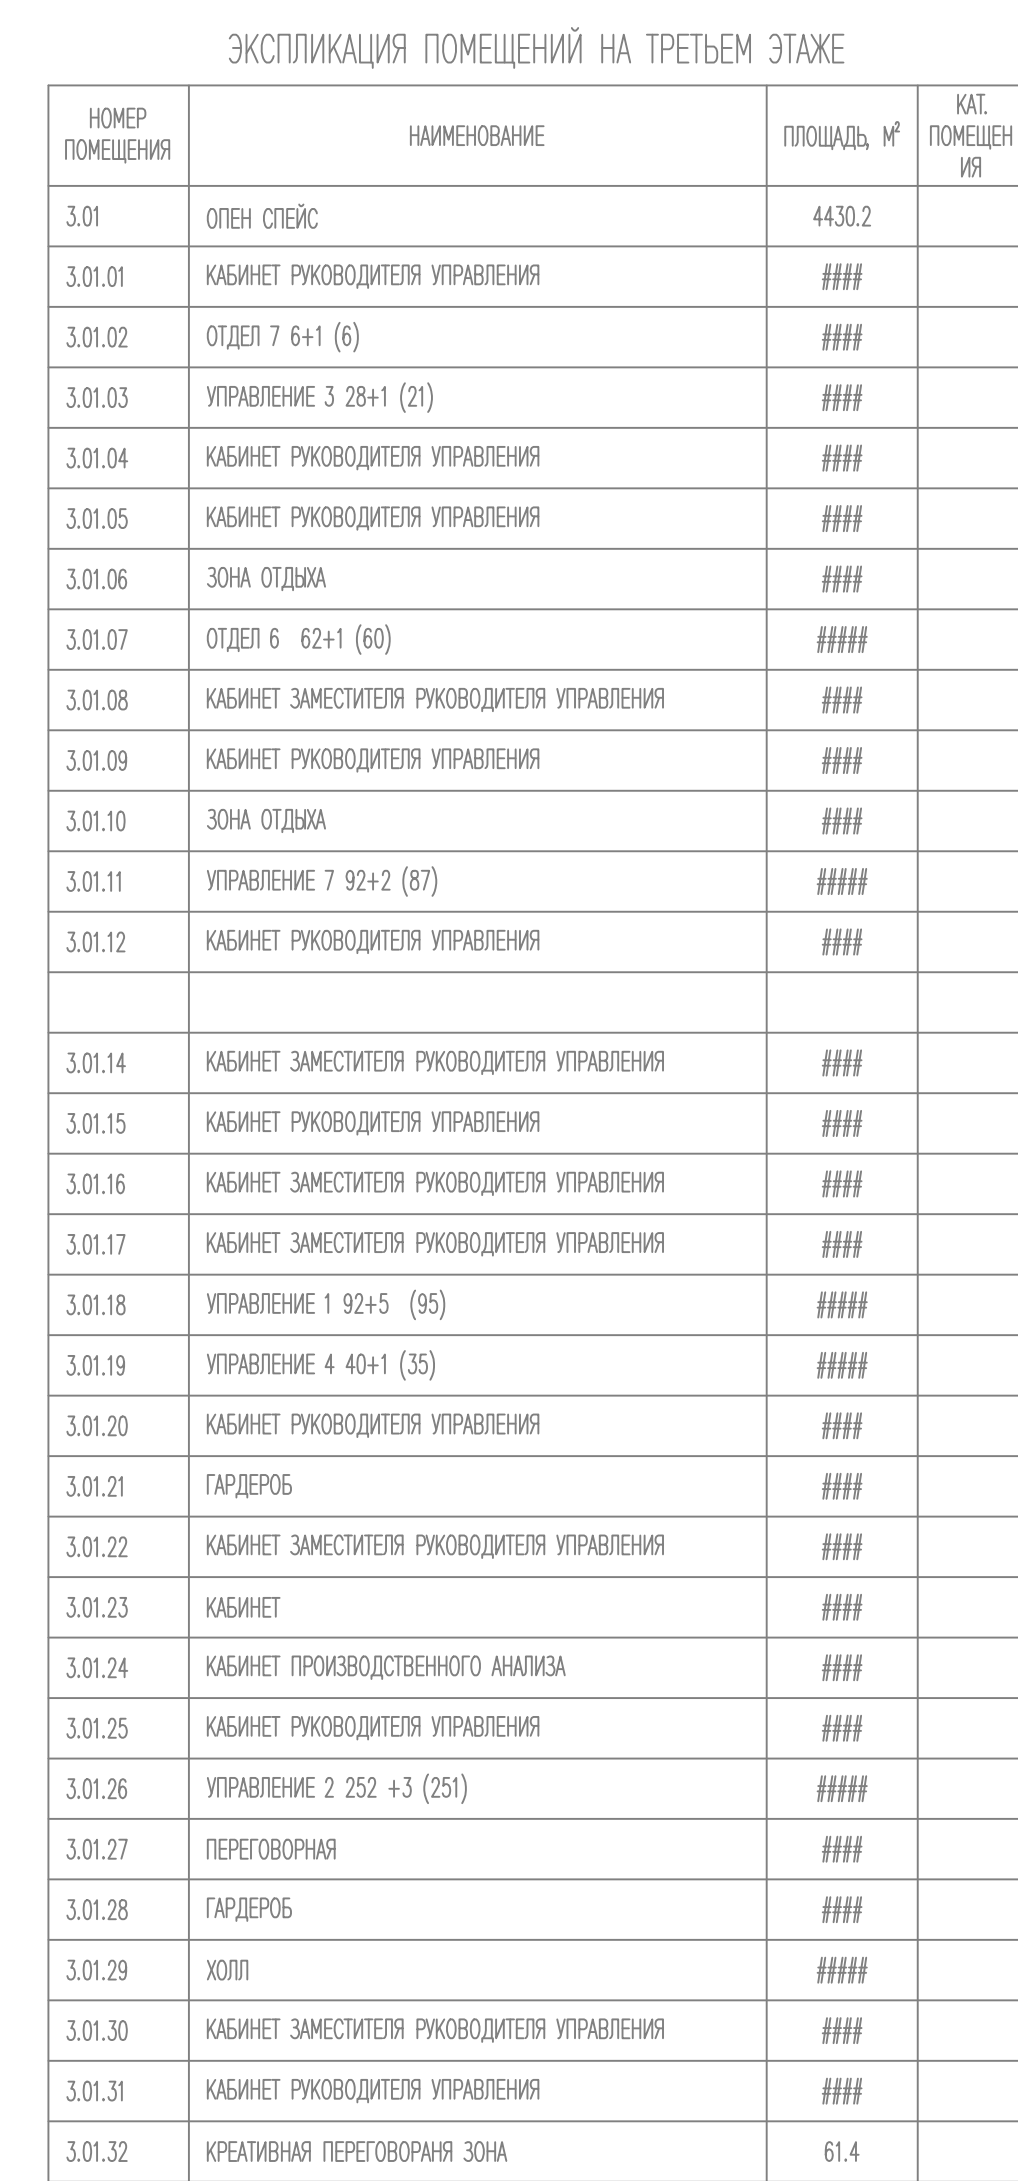 ЭКСПЛИКАЦИЯ ПОМЕЩЕНИЙ НА ТРЕТЬЕМ ЭТАЖЕ
НОМЕР ПОМЕЩЕНИЯ НАИМЕНОВАНИЕ ПЛОЩАДЬ, М² КАТ. ПОМЕЩЕН ИЯ
3.01 ОПЕН СПЕЙС 4430.2
3.01.01 КАБИНЕТ РУКОВОДИТЕЛЯ УПРАВЛЕНИЯ ####
3.01.02 ОТДЕЛ 7 6+1 (6) ####
3.01.03 УПРАВЛЕНИЕ 3 28+1 (21) ####
3.01.04 КАБИНЕТ РУКОВОДИТЕЛЯ УПРАВЛЕНИЯ ####
3.01.05 КАБИНЕТ РУКОВОДИТЕЛЯ УПРАВЛЕНИЯ ####
3.01.06 ЗОНА ОТДЫХА ####
3.01.07 ОТДЕЛ 6 62+1 (60) #####
3.01.08 КАБИНЕТ ЗАМЕСТИТЕЛЯ РУКОВОДИТЕЛЯ УПРАВЛЕНИЯ ####
3.01.09 КАБИНЕТ РУКОВОДИТЕЛЯ УПРАВЛЕНИЯ ####
3.01.10 ЗОНА ОТДЫХА ####
3.01.11 УПРАВЛЕНИЕ 7 92+2 (87) #####
3.01.12 КАБИНЕТ РУКОВОДИТЕЛЯ УПРАВЛЕНИЯ ####
3.01.14 КАБИНЕТ ЗАМЕСТИТЕЛЯ РУКОВОДИТЕЛЯ УПРАВЛЕНИЯ ####
3.01.15 КАБИНЕТ РУКОВОДИТЕЛЯ УПРАВЛЕНИЯ ####
3.01.16 КАБИНЕТ ЗАМЕСТИТЕЛЯ РУКОВОДИТЕЛЯ УПРАВЛЕНИЯ ####
3.01.17 КАБИНЕТ ЗАМЕСТИТЕЛЯ РУКОВОДИТЕЛЯ УПРАВЛЕНИЯ ####
3.01.18 УПРАВЛЕНИЕ 1 92+5 (95) #####
3.01.19 УПРАВЛЕНИЕ 4 40+1 (35) #####
3.01.20 КАБИНЕТ РУКОВОДИТЕЛЯ УПРАВЛЕНИЯ ####
3.01.21 ГАРДЕРОБ ####
3.01.22 КАБИНЕТ ЗАМЕСТИТЕЛЯ РУКОВОДИТЕЛЯ УПРАВЛЕНИЯ ####
3.01.23 КАБИНЕТ ####
3.01.24 КАБИНЕТ ПРОИЗВОДСТВЕННОГО АНАЛИЗА ####
3.01.25 КАБИНЕТ РУКОВОДИТЕЛЯ УПРАВЛЕНИЯ ####
3.01.26 УПРАВЛЕНИЕ 2 252 +3 (251) #####
3.01.27 ПЕРЕГОВОРНАЯ ####
3.01.28 ГАРДЕРОБ ####
3.01.29 ХОЛЛ #####
3.01.30 КАБИНЕТ ЗАМЕСТИТЕЛЯ РУКОВОДИТЕЛЯ УПРАВЛЕНИЯ ####
3.01.31 КАБИНЕТ РУКОВОДИТЕЛЯ УПРАВЛЕНИЯ ####
3.01.32 КРЕАТИВНАЯ ПЕРЕГОВОРАНЯ ЗОНА 61.4